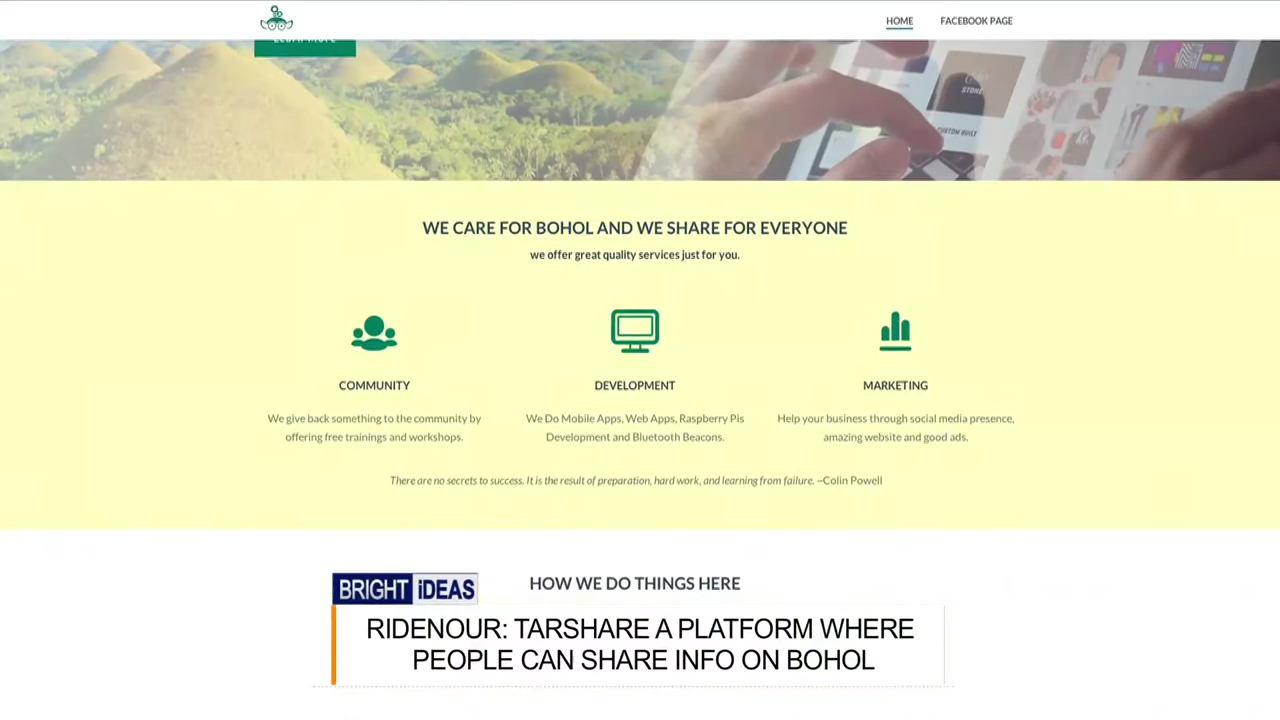 HOME
FACEBOOK PAGE
Learn More
STONE
CUSTOM BUILT
WE CARE FOR BOHOL AND WE SHARE FOR EVERYONE
we offer great quality services just for you.
COMMUNITY
DEVELOPMENT
MARKETING
We give back something to the community by
offering free trainings and workshops.
We Do Mobile Apps, Web Apps, Raspberry Pis
Development and Bluetooth Beacons.
Help your business through social media presence,
amazing website and good ads.
There are no secrets to success. It is the result of preparation, hard work, and learning from failure. –Colin Powell
HOW WE DO THINGS HERE
BRIGHT iDEAS
RIDENOUR: TARSHARE A PLATFORM WHERE
PEOPLE CAN SHARE INFO ON BOHOL